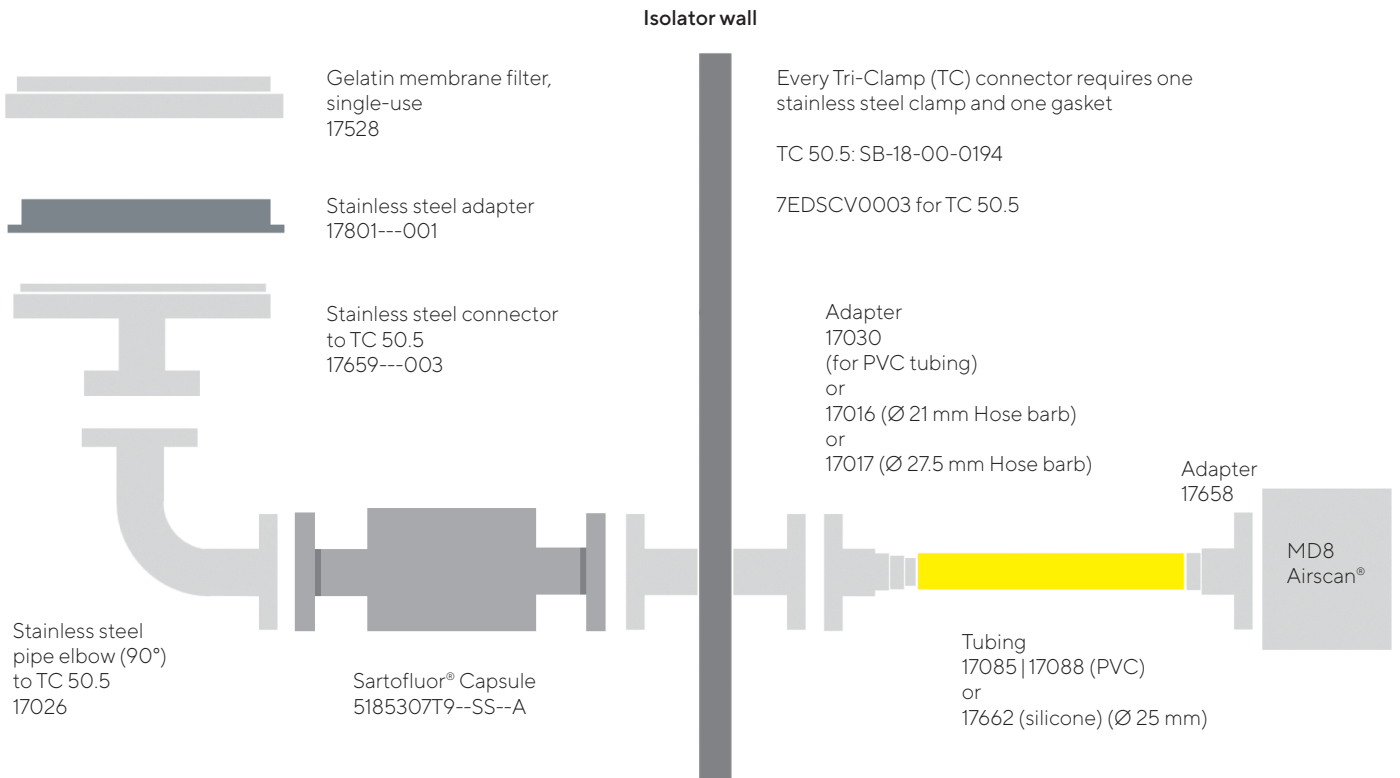 Isolator wall
Gelatin membrane filter,
single-use
17528
Stainless steel adapter
17801---001
Stainless steel connector
to TC 50.5
17659---003
Stainless steel
pipe elbow (90°)
to TC 50.5
17026
Sartofluor® Capsule
5185307T9--SS--A
Every Tri-Clamp (TC) connector requires one
stainless steel clamp and one gasket
TC 50.5: SB-18-00-0194
7EDSCV0003 for TC 50.5
Adapter
17030
(for PVC tubing)
or
17016 (Ø 21 mm Hose barb)
or
17017 (Ø 27.5 mm Hose barb)
Adapter
17658
MD8
Airscan®
Tubing
17085 | 17088 (PVC)
or
17662 (silicone) (Ø 25 mm)